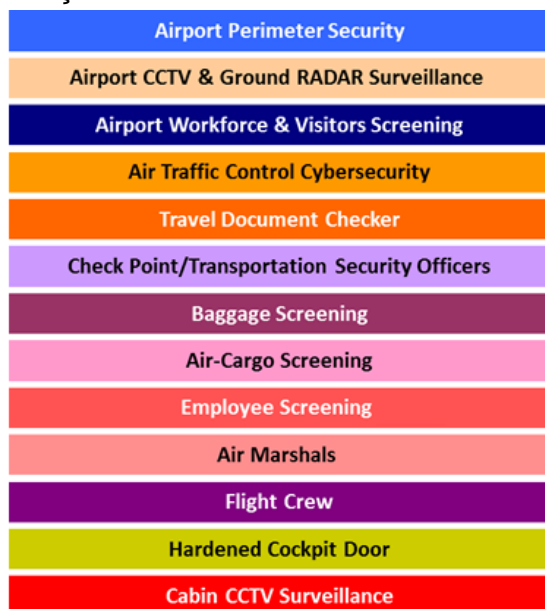 Airport Perimeter Security
Airport CCTV & Ground RADAR Surveillance
Airport Workforce & Visitors Screening
Air Traffic Control Cybersecurity
Travel Document Checker
Check Point/Transportation Security Officers
Baggage Screening
Air-Cargo Screening
Employee Screening
Air Marshals
Flight Crew
Hardened Cockpit Door
Cabin CCTV Surveillance